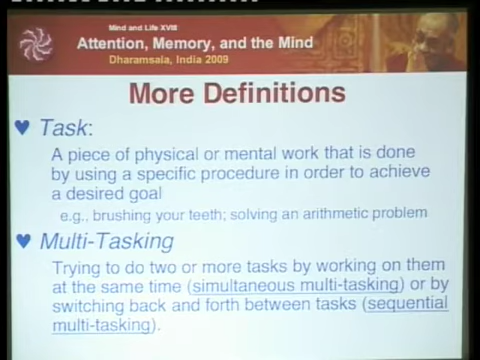 Mind and Life XVIII
Attention, Memory, and the Mind
Dharamsala, India 2009
More Definitions
♥ Task:
A piece of physical or mental work that is done
by using a specific procedure in order to achieve
a desired goal
e.g., brushing your teeth; solving an arithmetic problem
♥ Multi-Tasking
Trying to do two or more tasks by working on them
at the same time (simultaneous multi-tasking) or by
switching back and forth between tasks (sequential
multi-tasking).